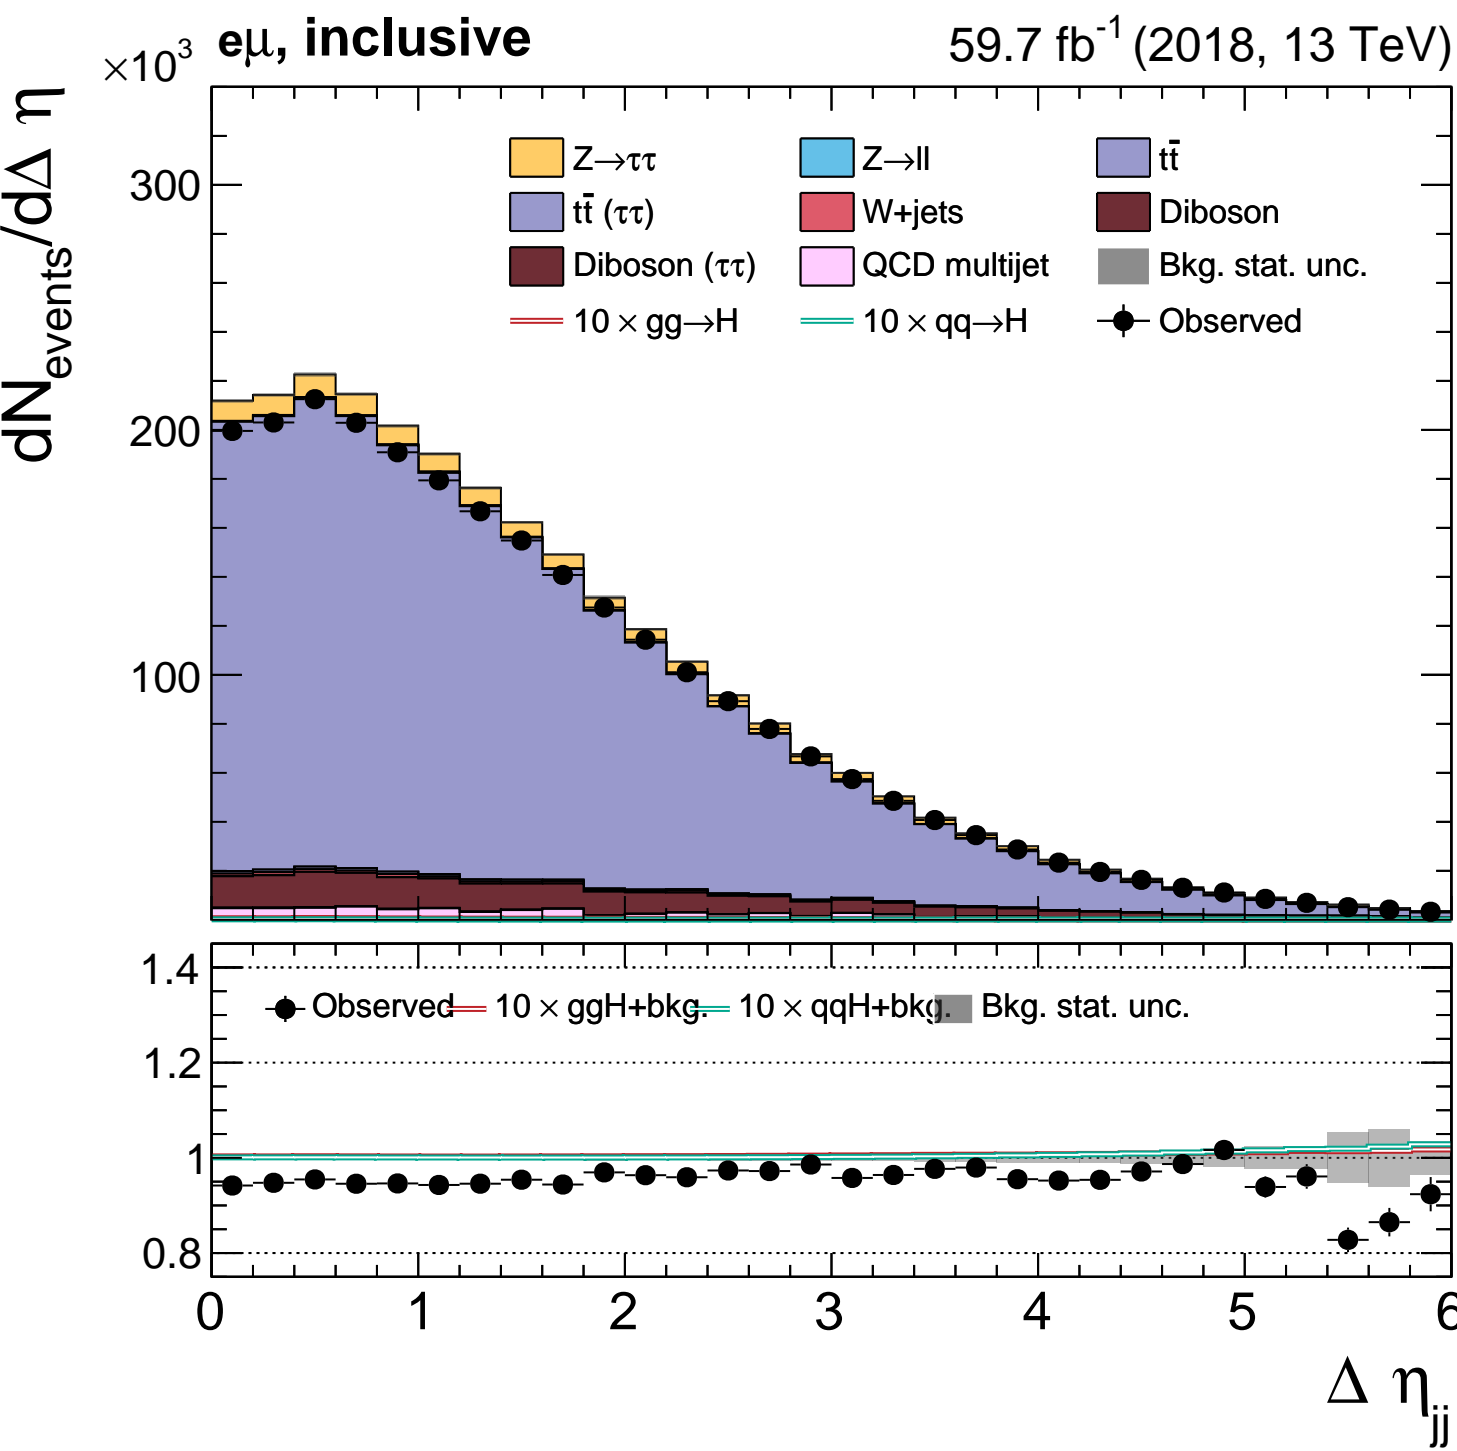 ×10³ eμ, inclusive 59.7 fb⁻¹ (2018, 13 TeV)
dN_events/dΔ η
300
200
100
Z→ττ Z→ll tt̄
tt̄ (ττ) W+jets Diboson
Diboson (ττ) QCD multijet Bkg. stat. unc.
10 × gg→H 10 × qq→H Observed
1.4
1.2
1
0.8
Observed 10 × ggH+bkg. 10 × qqH+bkg. Bkg. stat. unc.
0 1 2 3 4 5 6
Δ η_jj